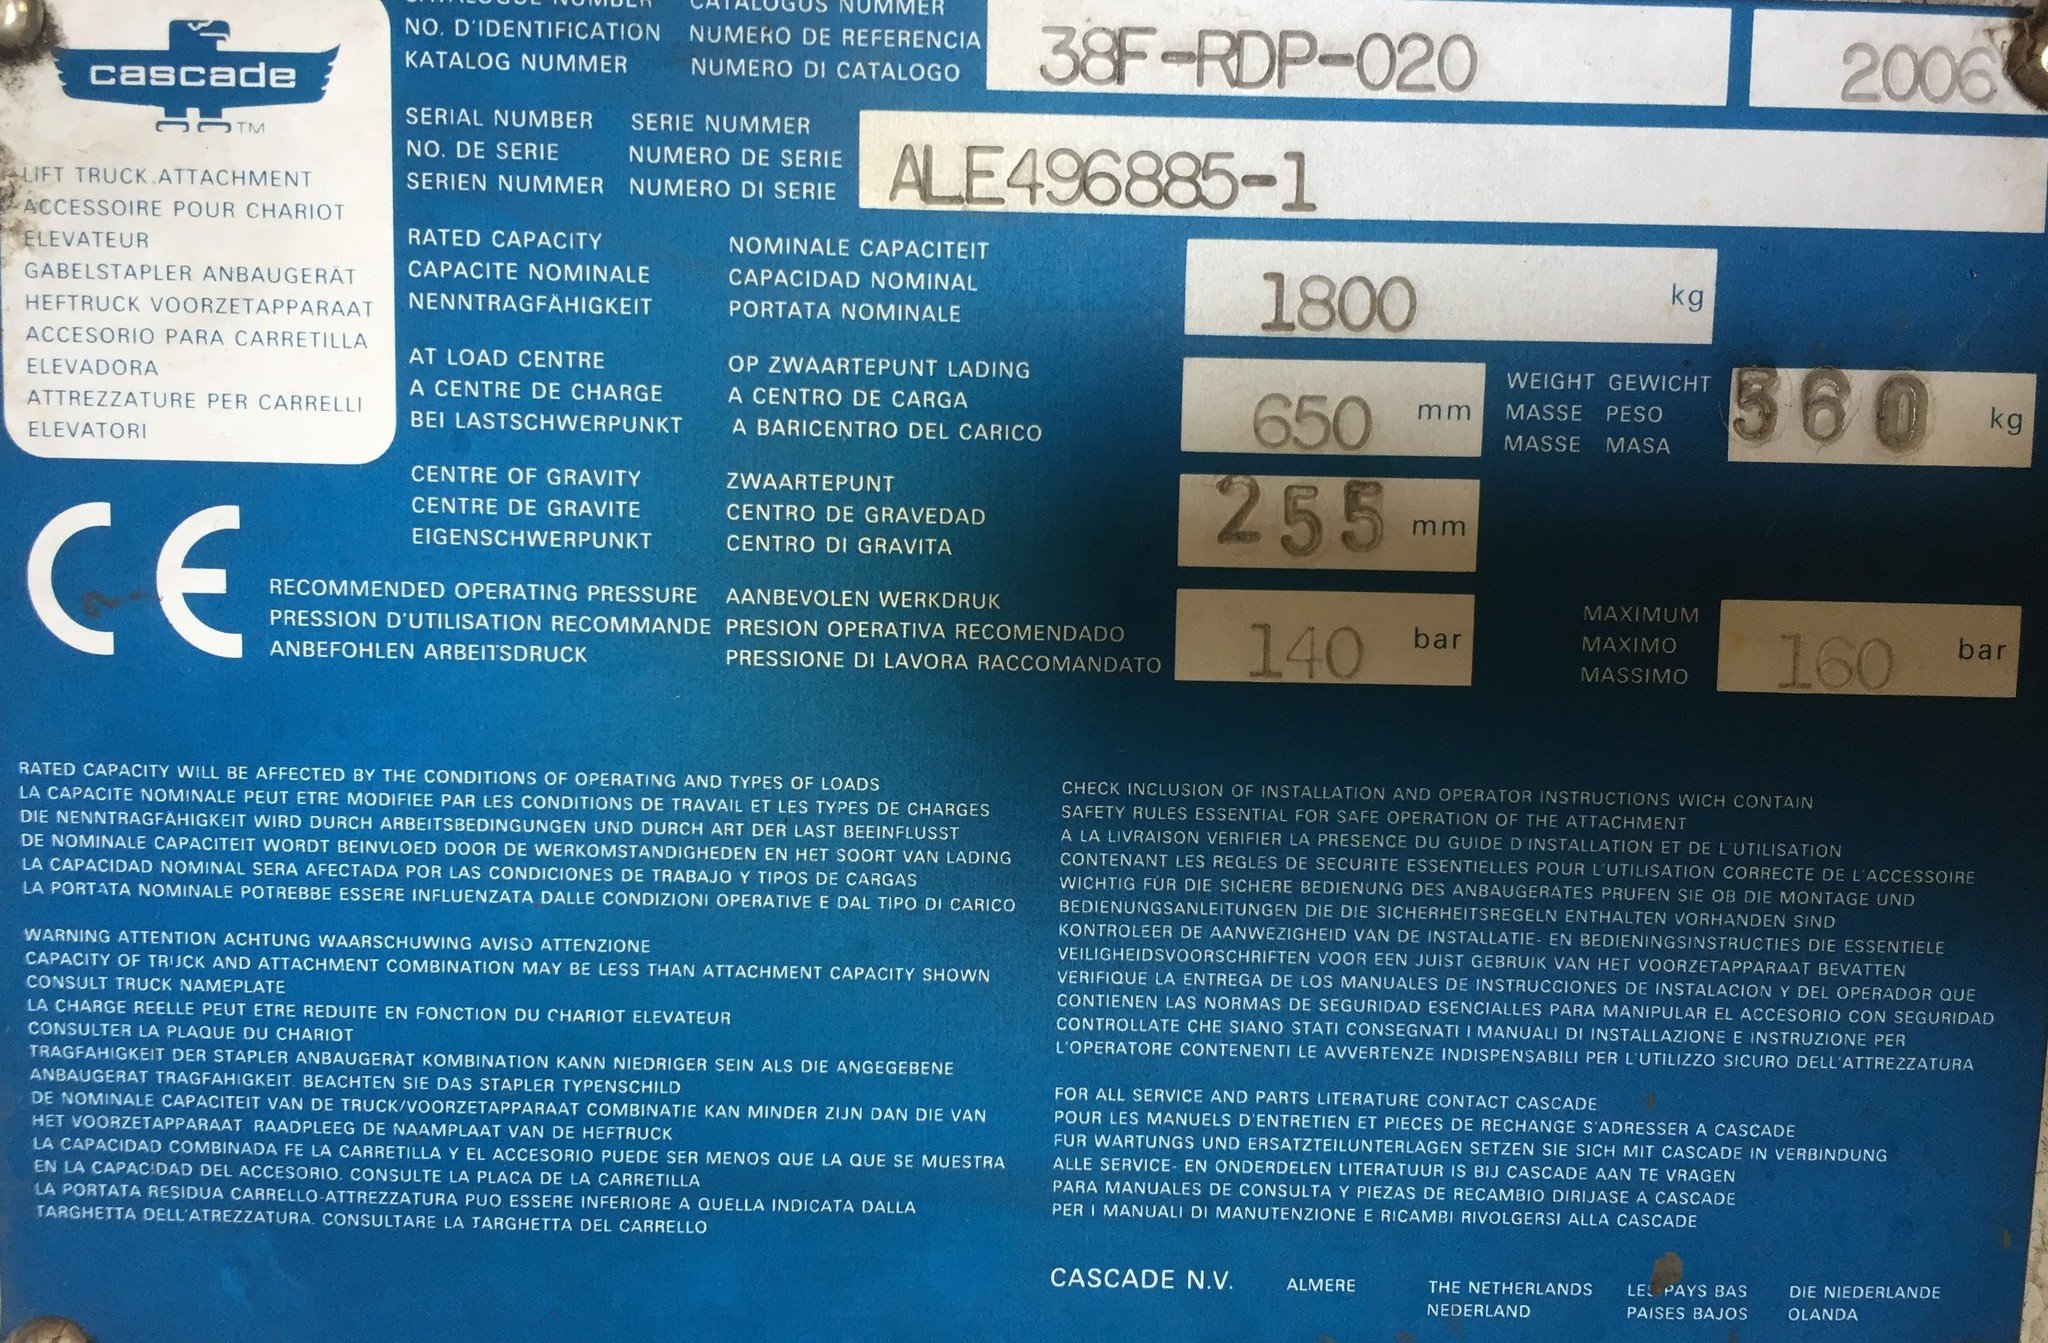 CATALOGUE NUMBER CATALOGUS NUMMER
NO. D'IDENTIFICATION NUMERO DE REFERENCIA
KATALOG NUMMER NUMERO DI CATALOGO
38F-RDP-020 2006
cascade TM
SERIAL NUMBER SERIE NUMMER
NO. DE SERIE NUMERO DE SERIE
SERIEN NUMMER NUMERO DI SERIE
ALE496885-1
LIFT TRUCK ATTACHMENT
ACCESSOIRE POUR CHARIOT
ELEVATEUR
GABELSTAPLER ANBAUGERÄT
HEFTRUCK VOORZETAPPARAAT
ACCESORIO PARA CARRETILLA
ELEVADORA
ATTREZZATURE PER CARRELLI
ELEVATORI
RATED CAPACITY NOMINALE CAPACITEIT
CAPACITE NOMINALE CAPACIDAD NOMINAL
NENNTRAGFÄHIGKEIT PORTATA NOMINALE
1800 kg
AT LOAD CENTRE OP ZWAARTEPUNT LADING
A CENTRE DE CHARGE A CENTRO DE CARGA
BEI LASTSCHWERPUNKT A BARICENTRO DEL CARICO
650 mm
WEIGHT GEWICHT
MASSE PESO
MASSE MASA
560 kg
CENTRE OF GRAVITY ZWAARTEPUNT
CENTRE DE GRAVITE CENTRO DE GRAVEDAD
EIGENSCHWERPUNKT CENTRO DI GRAVITA
255 mm
CE
RECOMMENDED OPERATING PRESSURE AANBEVOLEN WERKDRUK
PRESSION D'UTILISATION RECOMMANDE PRESION OPERATIVA RECOMENDADO
ANBEFOHLEN ARBEITSDRUCK PRESSIONE DI LAVORA RACCOMANDATO
140 bar
MAXIMUM
MAXIMO
MASSIMO
160 bar
RATED CAPACITY WILL BE AFFECTED BY THE CONDITIONS OF OPERATING AND TYPES OF LOADS
LA CAPACITE NOMINALE PEUT ETRE MODIFIEE PAR LES CONDITIONS DE TRAVAIL ET LES TYPES DE CHARGES
DIE NENNTRAGFÄHIGKEIT WIRD DURCH ARBEITSBEDINGUNGEN UND DURCH ART DER LAST BEEINFLUSST
DE NOMINALE CAPACITEIT WORDT BEINVLOED DOOR DE WERKOMSTANDIGHEDEN EN HET SOORT VAN LADING
LA CAPACIDAD NOMINAL SERA AFECTADA POR LAS CONDICIONES DE TRABAJO Y TIPOS DE CARGAS
LA PORTATA NOMINALE POTREBBE ESSERE INFLUENZATA DALLE CONDIZIONI OPERATIVE E DAL TIPO DI CARICO
WARNING ATTENTION ACHTUNG WAARSCHUWING AVISO ATTENZIONE
CAPACITY OF TRUCK AND ATTACHMENT COMBINATION MAY BE LESS THAN ATTACHMENT CAPACITY SHOWN
CONSULT TRUCK NAMEPLATE
LA CHARGE REELLE PEUT ETRE REDUITE EN FONCTION DU CHARIOT ELEVATEUR
CONSULTER LA PLAQUE DU CHARIOT
TRAGFÄHIGKEIT DER STAPLER ANBAUGERÄT KOMBINATION KANN NIEDRIGER SEIN ALS DIE ANGEGEBENE
ANBAUGERÄT TRAGFAHIGKEIT. BEACHTEN SIE DAS STAPLER TYPENSCHILD
DE NOMINALE CAPACITEIT VAN DE TRUCK/VOORZETAPPARAAT COMBINATIE KAN MINDER ZIJN DAN DIE VAN
HET VOORZETAPPARAAT. RAADPLEEG DE NAAMPLAAT VAN DE HEFTRUCK
LA CAPACIDAD COMBINADA FE LA CARRETILLA Y EL ACCESORIO PUEDE SER MENOS QUE LA QUE SE MUESTRA
EN LA CAPACIDAD DEL ACCESORIO. CONSULTE LA PLACA DE LA CARRETILLA
LA PORTATA RESIDUA CARRELLO-ATTREZZATURA PUO ESSERE INFERIORE A QUELLA INDICATA DALLA
TARGHETTA DELL'ATREZZATURA. CONSULTARE LA TARGHETTA DEL CARRELLO
CHECK INCLUSION OF INSTALLATION AND OPERATOR INSTRUCTIONS WICH CONTAIN
SAFETY RULES ESSENTIAL FOR SAFE OPERATION OF THE ATTACHMENT
A LA LIVRAISON VERIFIER LA PRESENCE DU GUIDE D'INSTALLATION ET DE L'UTILISATION
CONTENANT LES REGLES DE SECURITE ESSENTIELLES POUR L'UTILISATION CORRECTE DE L'ACCESSOIRE
WICHTIG FÜR DIE SICHERE BEDIENUNG DES ANBAUGERATES PRUFEN SIE OB DIE MONTAGE UND
BEDIENUNGSANLEITUNGEN DIE DIE SICHERHEITSREGELN ENTHALTEN VORHANDEN SIND
KONTROLEER DE AANWEZIGHEID VAN DE INSTALLATIE- EN BEDIENINGSINSTRUCTIES DIE ESSENTIELE
VEILIGHEIDSVOORSCHRIFTEN VOOR EEN JUIST GEBRUIK VAN HET VOORZETAPPARAAT BEVATTEN
VERIFIQUE LA ENTREGA DE LOS MANUALES DE INSTRUCCIONES DE INSTALACION Y DEL OPERADOR QUE
CONTIENEN LAS NORMAS DE SEGURIDAD ESENCIALLES PARA MANIPULAR EL ACCESORIO CON SEGURIDAD
CONTROLLATE CHE SIANO STATI CONSEGNATI I MANUALI DI INSTALLAZIONE E INSTRUZIONE PER
L'OPERATORE CONTENENTI LE AVVERTENZE INDISPENSABILI PER L'UTILIZZO SICURO DELL'ATTREZZATURA
FOR ALL SERVICE AND PARTS LITERATURE CONTACT CASCADE
POUR LES MANUELS D'ENTRETIEN ET PIECES DE RECHANGE S'ADRESSER A CASCADE
FUR WARTUNGS UND ERSATZTEILUNTERLAGEN SETZEN SIE SICH MIT CASCADE IN VERBINDUNG
ALLE SERVICE- EN ONDERDELEN LITERATUUR IS BIJ CASCADE AAN TE VRAGEN
PARA MANUALES DE CONSULTA Y PIEZAS DE RECAMBIO DIRIJASE A CASCADE
PER I MANUALI DI MANUTENZIONE E RICAMBI RIVOLGERSI ALLA CASCADE
CASCADE N.V. ALMERE THE NETHERLANDS LES PAYS BAS DIE NIEDERLANDE
NEDERLAND PAISES BAJOS OLANDA